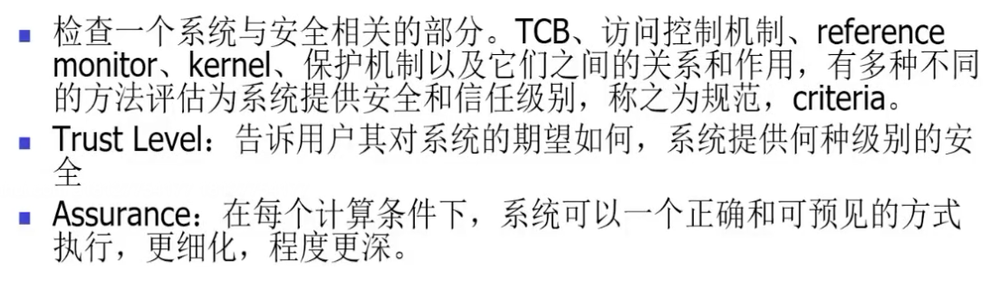 检查一个系统与安全相关的部分。TCB、访问控制机制、reference
monitor、kernel、保护机制以及它们之间的关系和作用，有多种不同
的方法评估为系统提供安全和信任级别，称之为规范，criteria。
Trust Level：告诉用户其对系统的期望如何，系统提供何种级别的安
全
Assurance：在每个计算条件下，系统可以一个正确和可预见的方式
执行，更细化，程度更深。